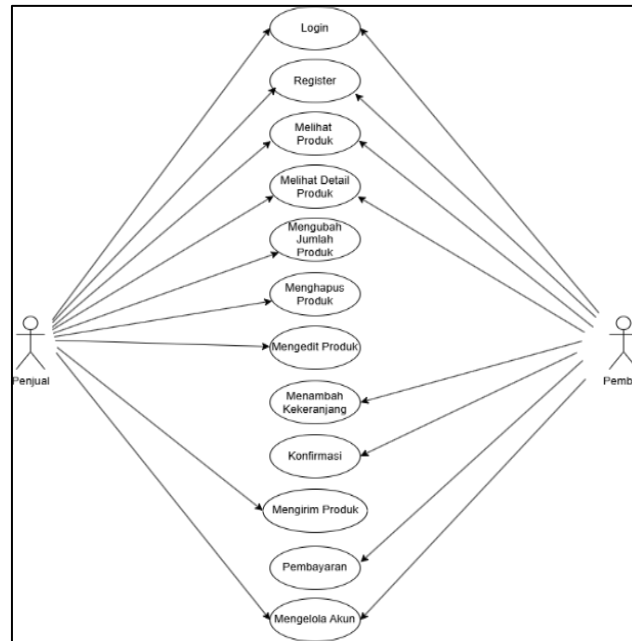 Login
Register
Melihat
Produk
Melihat Detail
Produk
Mengubah
Jumlah
Produk
Menghapus
Produk
Mengedit Produk
Penjual
Pemb
Menambah
Kekeranjang
Konfirmasi
Mengirim Produk
Pembayaran
Mengelola Akun